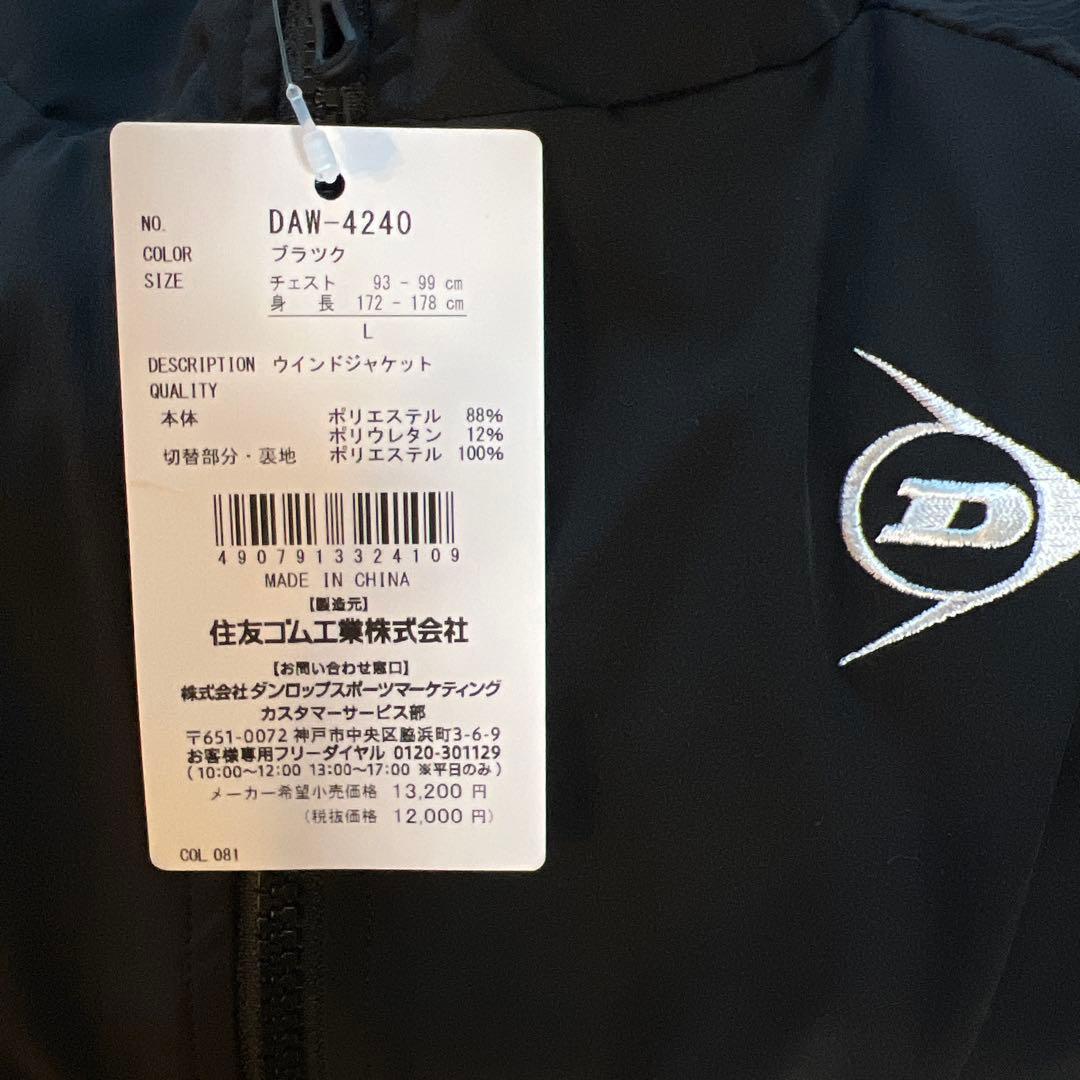 NO. DAW-4240
COLOR ブラツク
SIZE チェスト 93 - 99 cm
身 長 172 - 178 cm
L
DESCRIPTION ウインドジャケット
QUALITY
本体 ポリエステル 88%
ポリウレタン 12%
切替部分・裏地 ポリエステル 100%
4907913324109
MADE IN CHINA
【製造元】
住友ゴム工業株式会社
【お問い合わせ窓口】
株式会社ダンロップスポーツマーケティング
カスタマーサービス部
〒651-0072 神戸市中央区脇浜町3-6-9
お客様専用フリーダイヤル 0120-301129
(10:00〜12:00 13:00〜17:00 ※平日のみ)
メーカー希望小売価格 13,200 円
(税抜価格 12,000 円)
COL 081
D